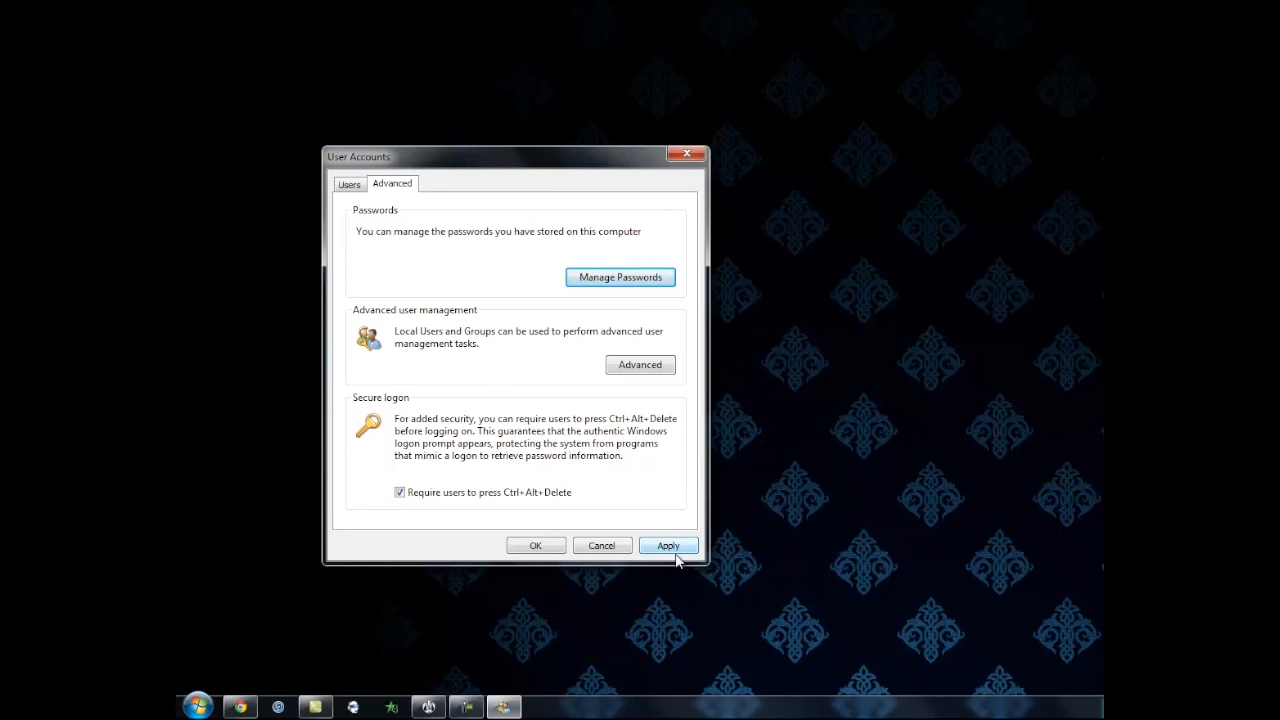 User Accounts
Users
Advanced
Passwords
You can manage the passwords you have stored on this computer
Manage Passwords
Advanced user management
Local Users and Groups can be used to perform advanced user
management tasks.
Advanced
Secure logon
For added security, you can require users to press Ctrl+Alt+Delete
before logging on. This guarantees that the authentic Windows
logon prompt appears, protecting the system from programs
that mimic a logon to retrieve password information.
Require users to press Ctrl+Alt+Delete
OK
Cancel
Apply